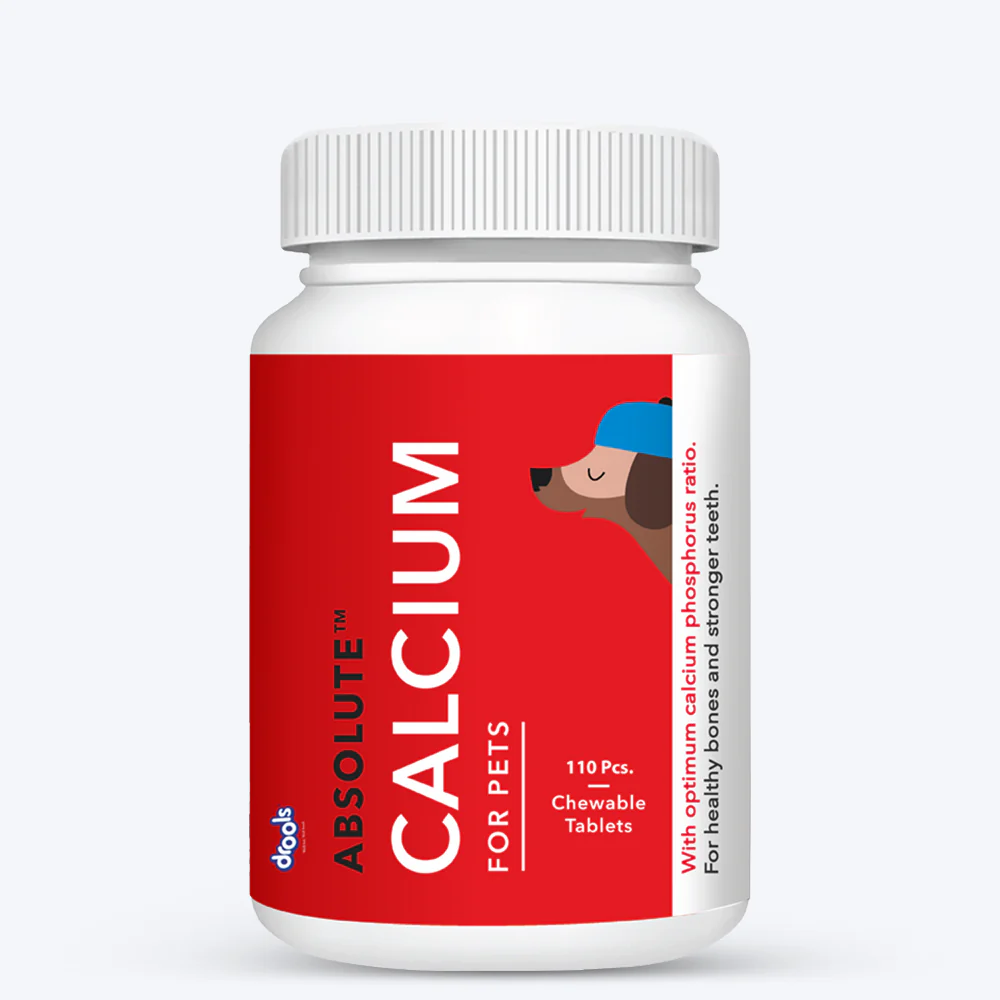 drools
ABSOLUTE™
CALCIUM
FOR PETS
110 Pcs.
Chewable
Tablets
With optimum calcium phosphorus ratio.
For healthy bones and stronger teeth.